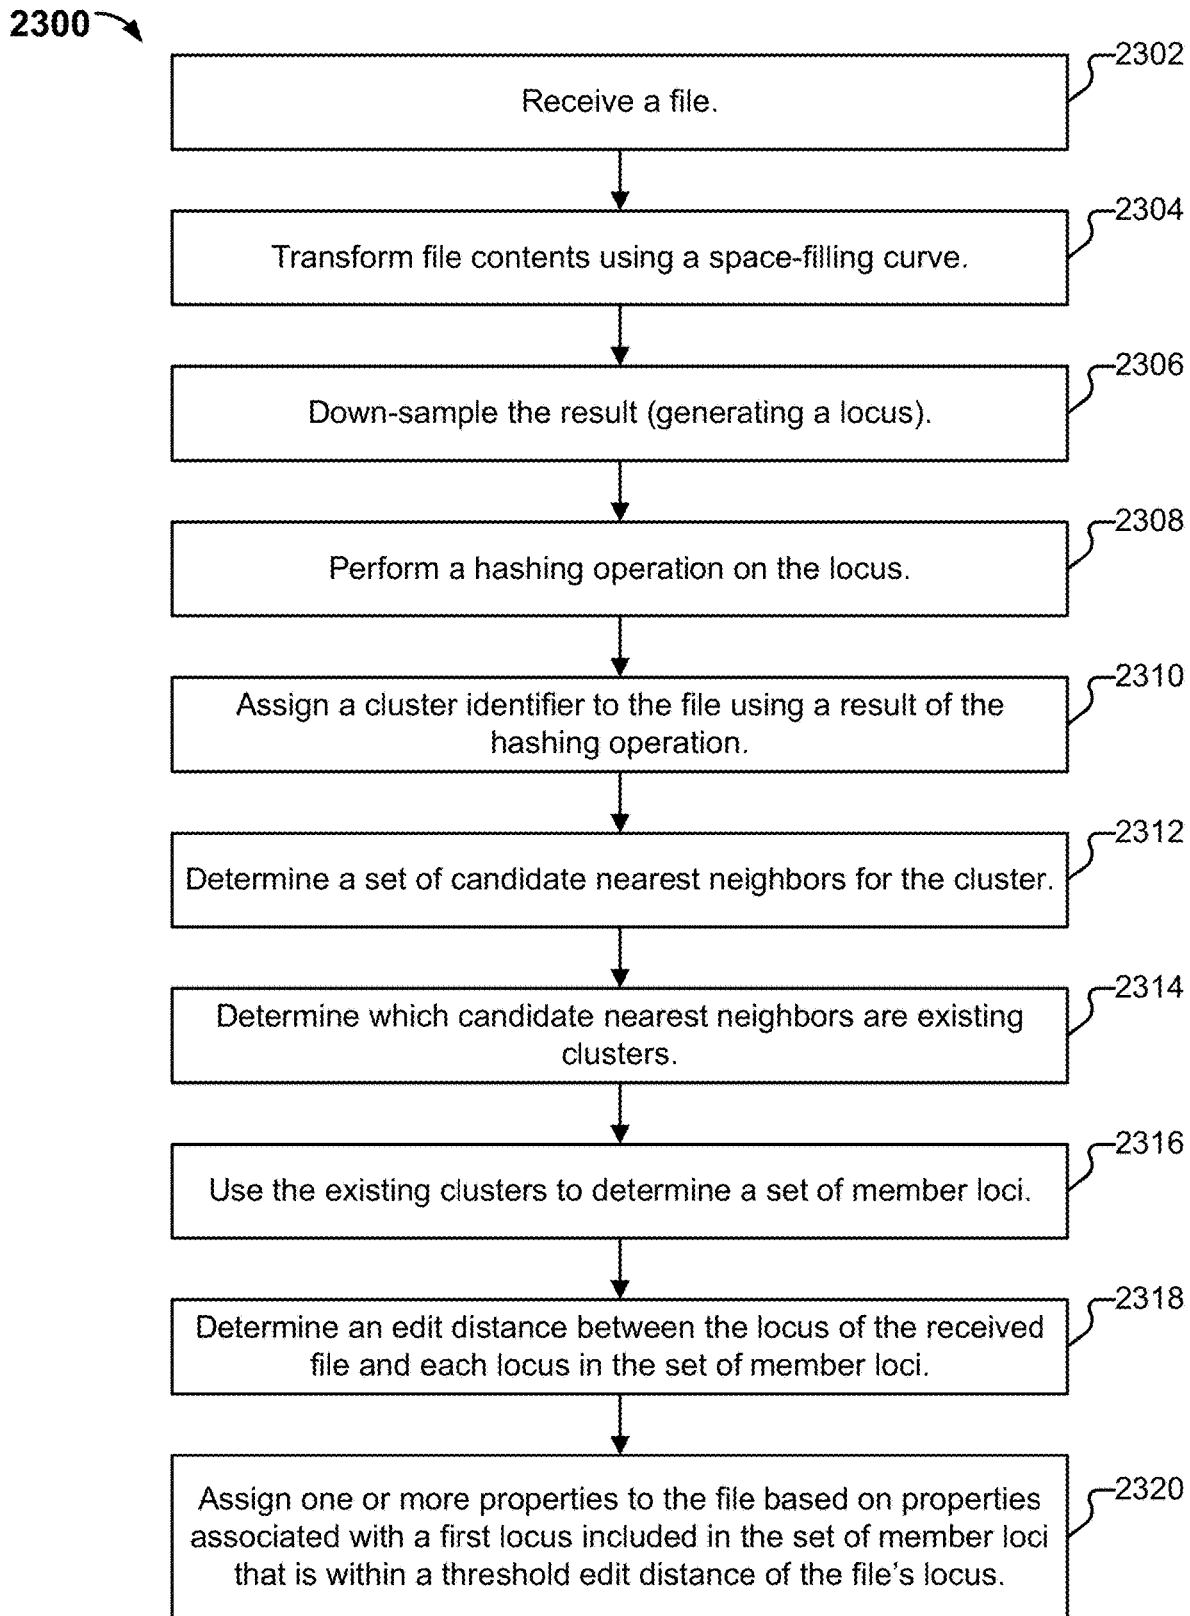 2300
2302
Receive a file.
2304
Transform file contents using a space-filling curve.
2306
Down-sample the result (generating a locus).
2308
Perform a hashing operation on the locus.
2310
Assign a cluster identifier to the file using a result of the
hashing operation.
2312
Determine a set of candidate nearest neighbors for the cluster.
2314
Determine which candidate nearest neighbors are existing
clusters.
2316
Use the existing clusters to determine a set of member loci.
2318
Determine an edit distance between the locus of the received
file and each locus in the set of member loci.
2320
Assign one or more properties to the file based on properties
associated with a first locus included in the set of member loci
that is within a threshold edit distance of the file's locus.